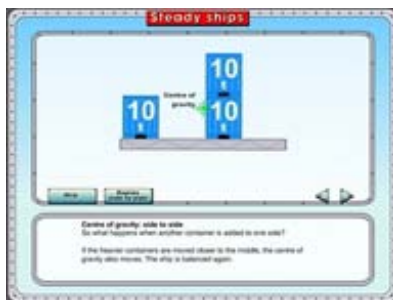 Steady ships
10
Centre of
gravity
10
10
Stop
Centre of gravity: side to side
So what happens when another container is added to one side?
If the heavier containers are moved closer to the middle, the centre of
gravity also moves. The ship is balanced again.